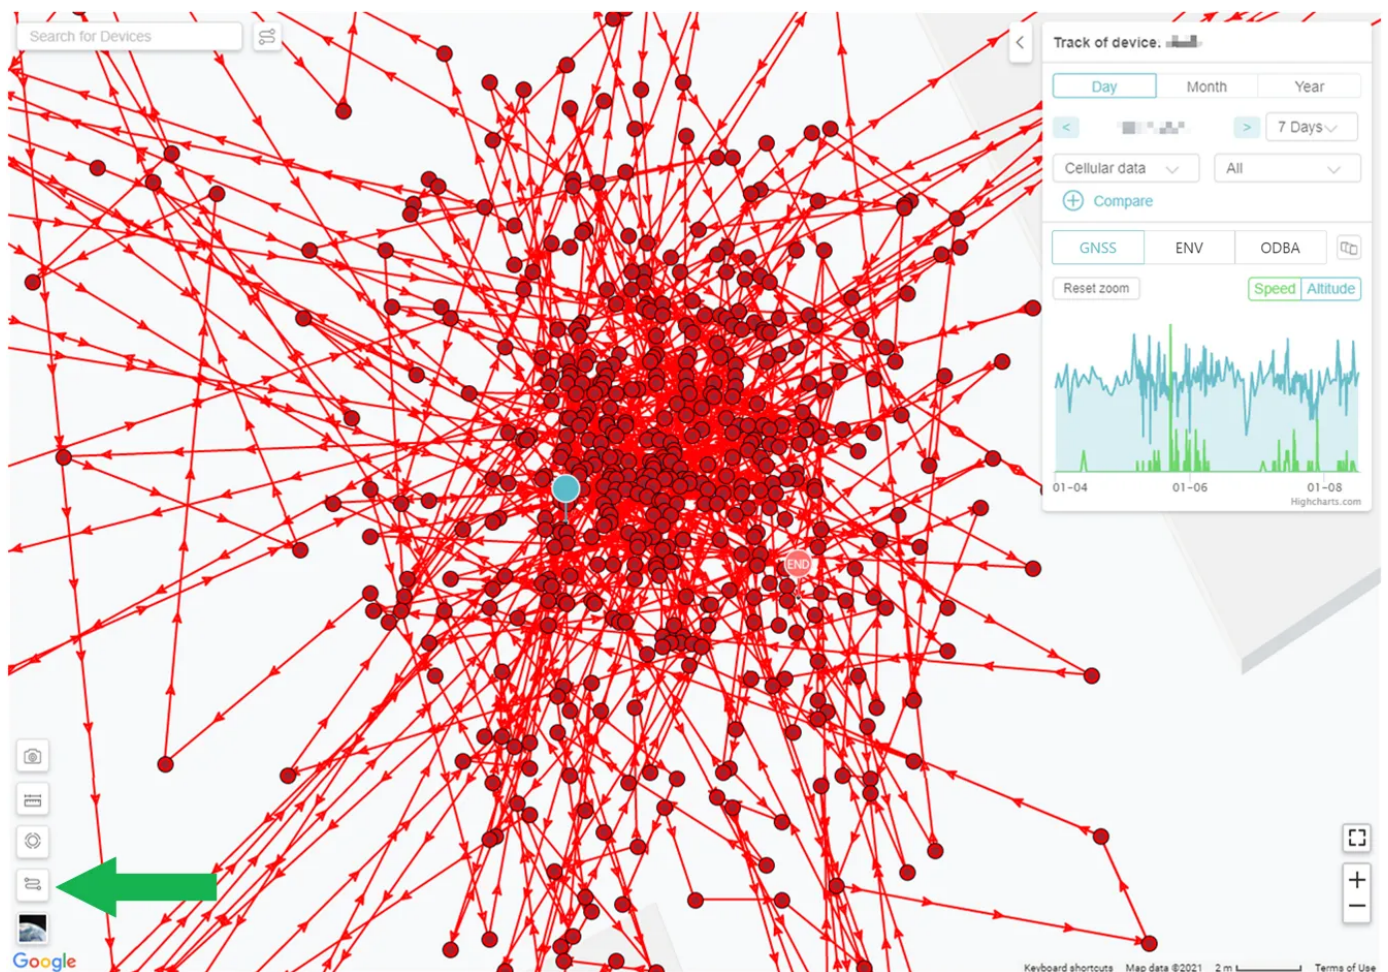 Search for Devices
Track of device:
Day Month Year
< > 7 Days
Cellular data All
Compare
GNSS ENV ODBA
Reset zoom Speed Altitude
01-04 01-06 01-08
Highcharts.com
END
Google
Keyboard shortcuts Map data ©2021 2 m Terms of Use